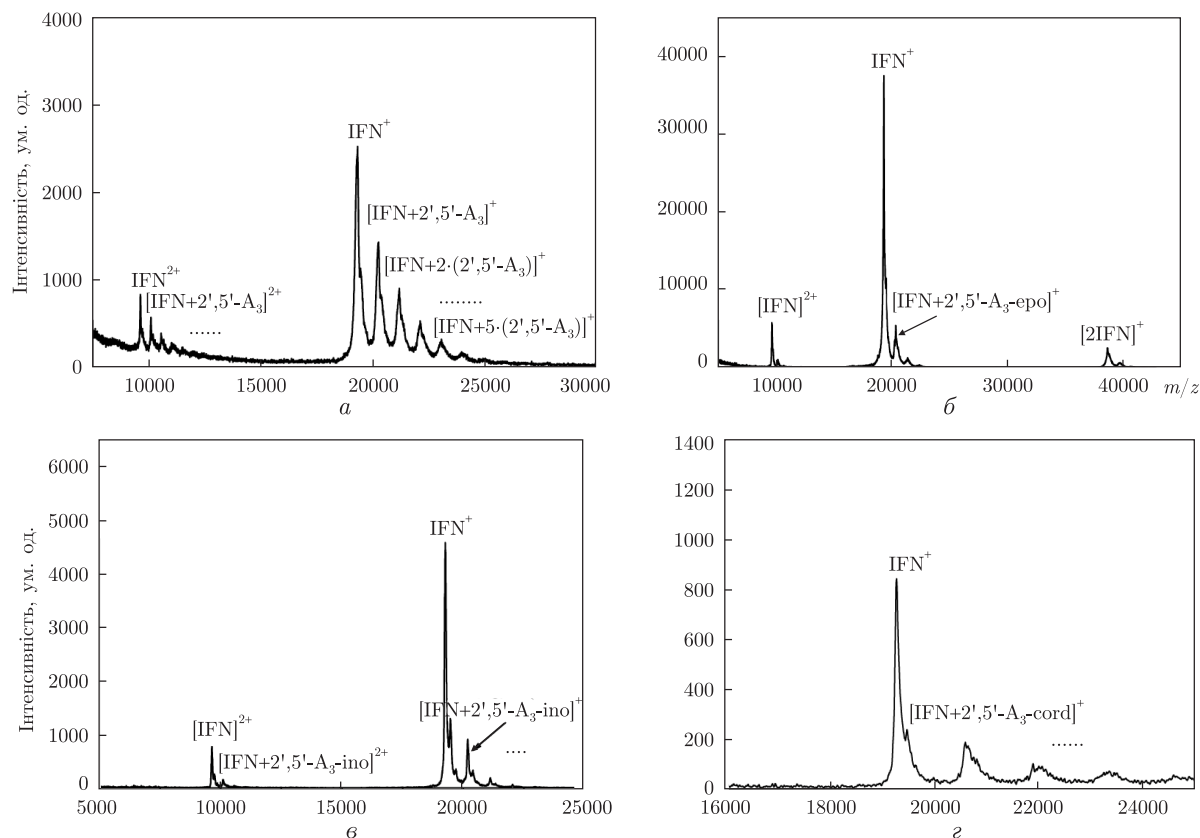 Інтенсивність, ум. од.
4000
3000
2000
1000
0
IFN²⁺
[IFN+2',5'-A₃]²⁺
......
IFN⁺
[IFN+2',5'-A₃]⁺
[IFN+2·(2',5'-A₃)]⁺
........
[IFN+5·(2',5'-A₃)]⁺
10000 15000 20000 25000 30000
а
40000
30000
20000
10000
0
[IFN]²⁺
IFN⁺
[IFN+2',5'-A₃-epo]⁺
[2IFN]⁺
10000 20000 30000 40000 m/z
б
Інтенсивність, ум. од.
6000
5000
4000
3000
2000
1000
0
[IFN]²⁺
[IFN+2',5'-A₃-ino]²⁺
IFN⁺
[IFN+2',5'-A₃-ino]⁺
....
5000 10000 15000 20000 25000
в
1400
1200
1000
800
600
400
200
0
IFN⁺
[IFN+2',5'-A₃-cord]⁺
......
16000 18000 20000 22000 24000
г